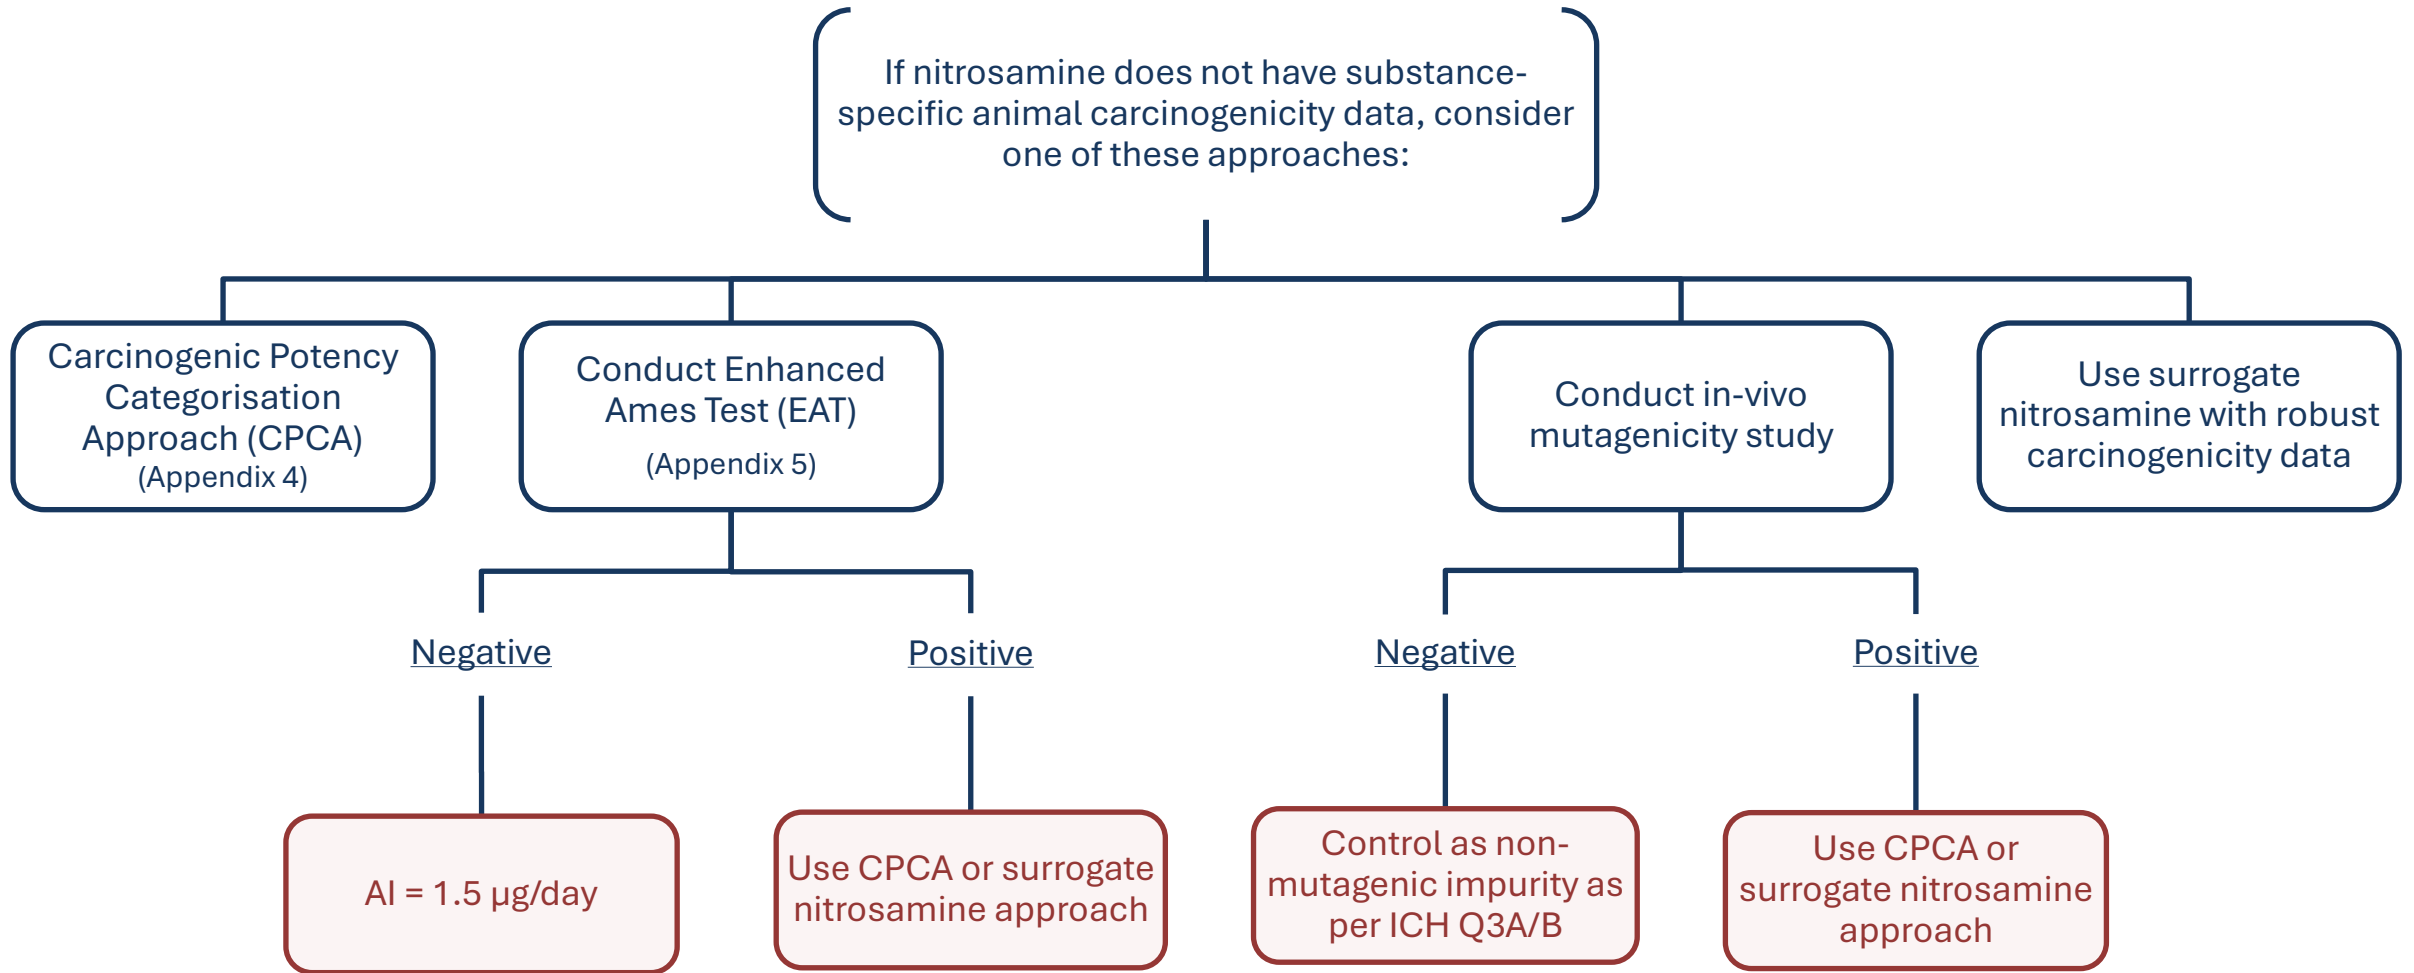 If nitrosamine does not have substance-
specific animal carcinogenicity data, consider
one of these approaches:
Carcinogenic Potency
Categorisation
Approach (CPCA)
(Appendix 4)
Conduct Enhanced
Ames Test (EAT)
(Appendix 5)
Conduct in-vivo
mutagenicity study
Use surrogate
nitrosamine with robust
carcinogenicity data
Negative
Positive
Negative
Positive
AI = 1.5 µg/day
Use CPCA or surrogate
nitrosamine approach
Control as non-
mutagenic impurity as
per ICH Q3A/B
Use CPCA or
surrogate nitrosamine
approach